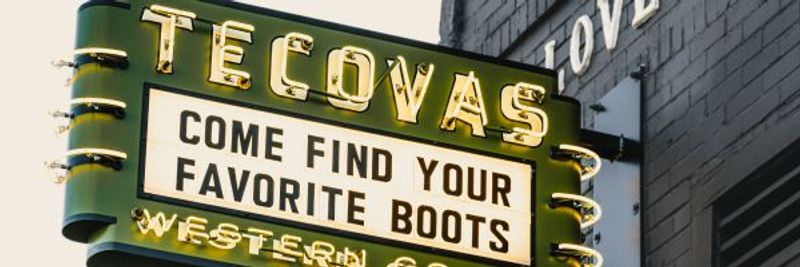 LOVE
TECOVAS
COME FIND YOUR
FAVORITE BOOTS
WESTERN